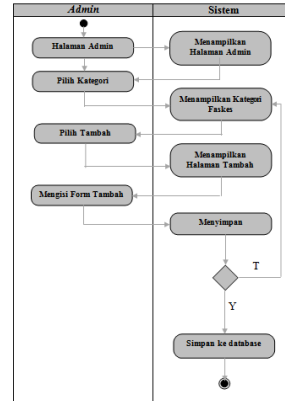 Admin Sistem
Halaman Admin
Menampilkan
Halaman Admin
Pilih Kategori
Menampilkan Kategori
Faskes
Pilih Tambah
Menampilkan
Halaman Tambah
Mengisi Form Tambah
Menyimpan
T
Y
Simpan ke database